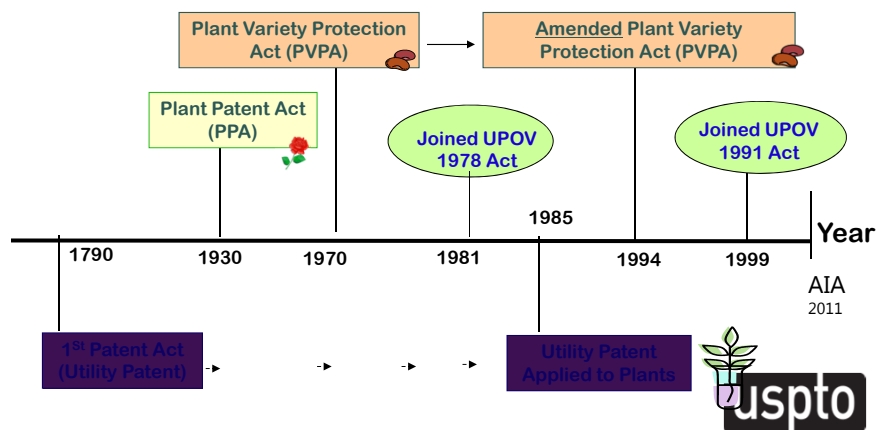 Plant Variety Protection
Act (PVPA)
Amended Plant Variety
Protection Act (PVPA)
Plant Patent Act
(PPA)
Joined UPOV
1978 Act
Joined UPOV
1991 Act
1985
Year
1790
1930
1970
1981
1994
1999
AIA
2011
1St Patent Act
(Utility Patent)
Utility Patent
Applied to Plants
uspto